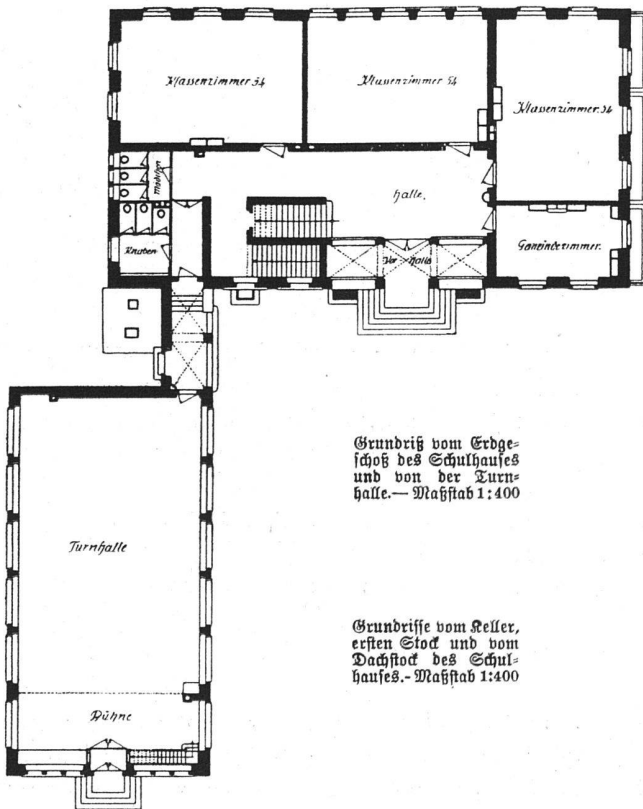 Klassenzimmer 54
Klassenzimmer 54
Klassenzimmer 54
Mädchen
Halle.
Knaben
Vor-halle
Gemeindezimmer.
Grundriß vom Erdge-
schoß des Schulhauses
und von der Turn-
halle.— Maßstab 1:400
Turnhalle
Grundrisse vom Keller,
ersten Stock und vom
Dachstock des Schul-
hauses.- Maßstab 1:400
Bühne